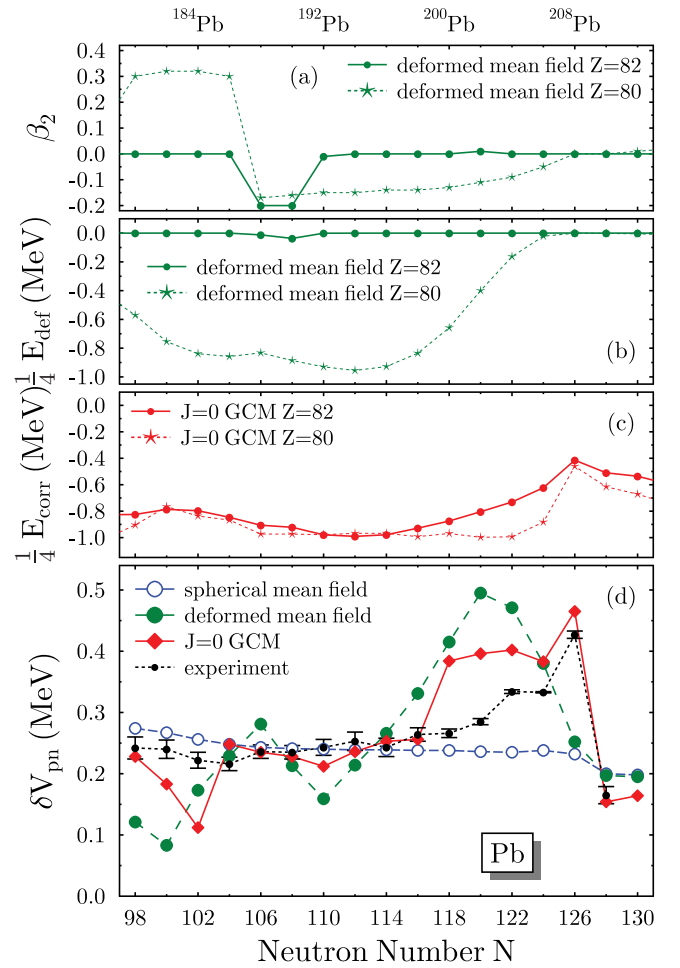 ¹⁸⁴Pb ¹⁹²Pb ²⁰⁰Pb ²⁰⁸Pb
0.4
0.3
0.2
0.1
0.0
-0.1
-0.2
β₂
(a)
deformed mean field Z=82
deformed mean field Z=80
0.0
-0.2
-0.4
-0.6
-0.8
-1.0
¼ E_def (MeV)
deformed mean field Z=82
deformed mean field Z=80
(b)
0.0
-0.2
-0.4
-0.6
-0.8
-1.0
¼ E_corr (MeV)
J=0 GCM Z=82
J=0 GCM Z=80
(c)
0.5
0.4
0.3
0.2
0.1
0.0
δV_pn (MeV)
spherical mean field
deformed mean field
J=0 GCM
experiment
(d)
Pb
98 102 106 110 114 118 122 126 130
Neutron Number N